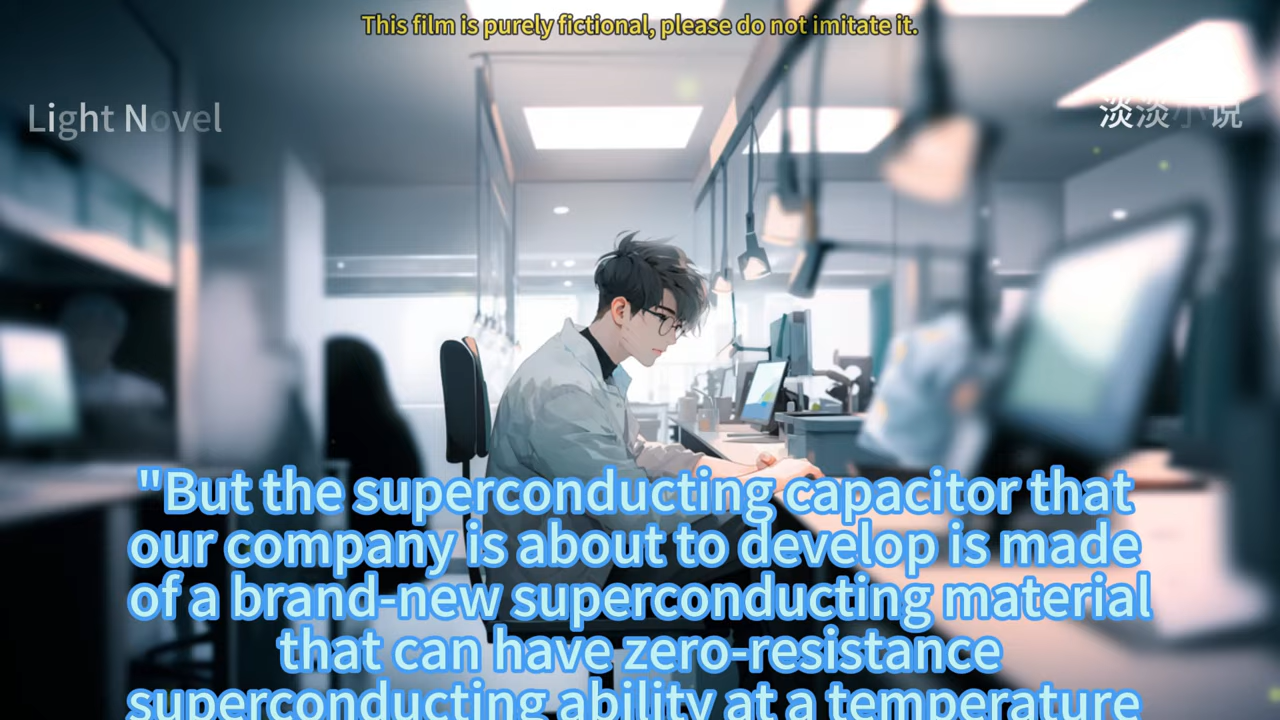 This film is purely fictional, please do not imitate it.
Light Novel
淡淡小说
"But the superconducting capacitor that
our company is about to develop is made
of a brand-new superconducting material
that can have zero-resistance
superconducting ability at a temperature